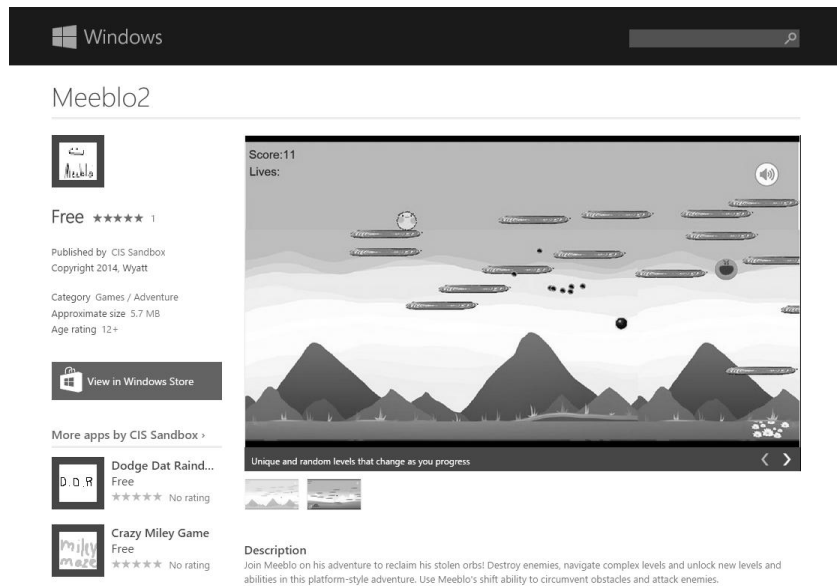 Windows
Meeblo2
Meeblo
Free ★★★★★ 1
Published by CIS Sandbox
Copyright 2014, Wyatt
Category Games / Adventure
Approximate size 5.7 MB
Age rating 12+
View in Windows Store
More apps by CIS Sandbox ›
D.O.R
Dodge Dat Raind...
Free
★★★★★ No rating
miley
maze
Crazy Miley Game
Free
★★★★★ No rating
Score:11
Lives:
Unique and random levels that change as you progress
Description
Join Meeblo on his adventure to reclaim his stolen orbs! Destroy enemies, navigate complex levels and unlock new levels and
abilities in this platform-style adventure. Use Meeblo's shift ability to circumvent obstacles and attack enemies.